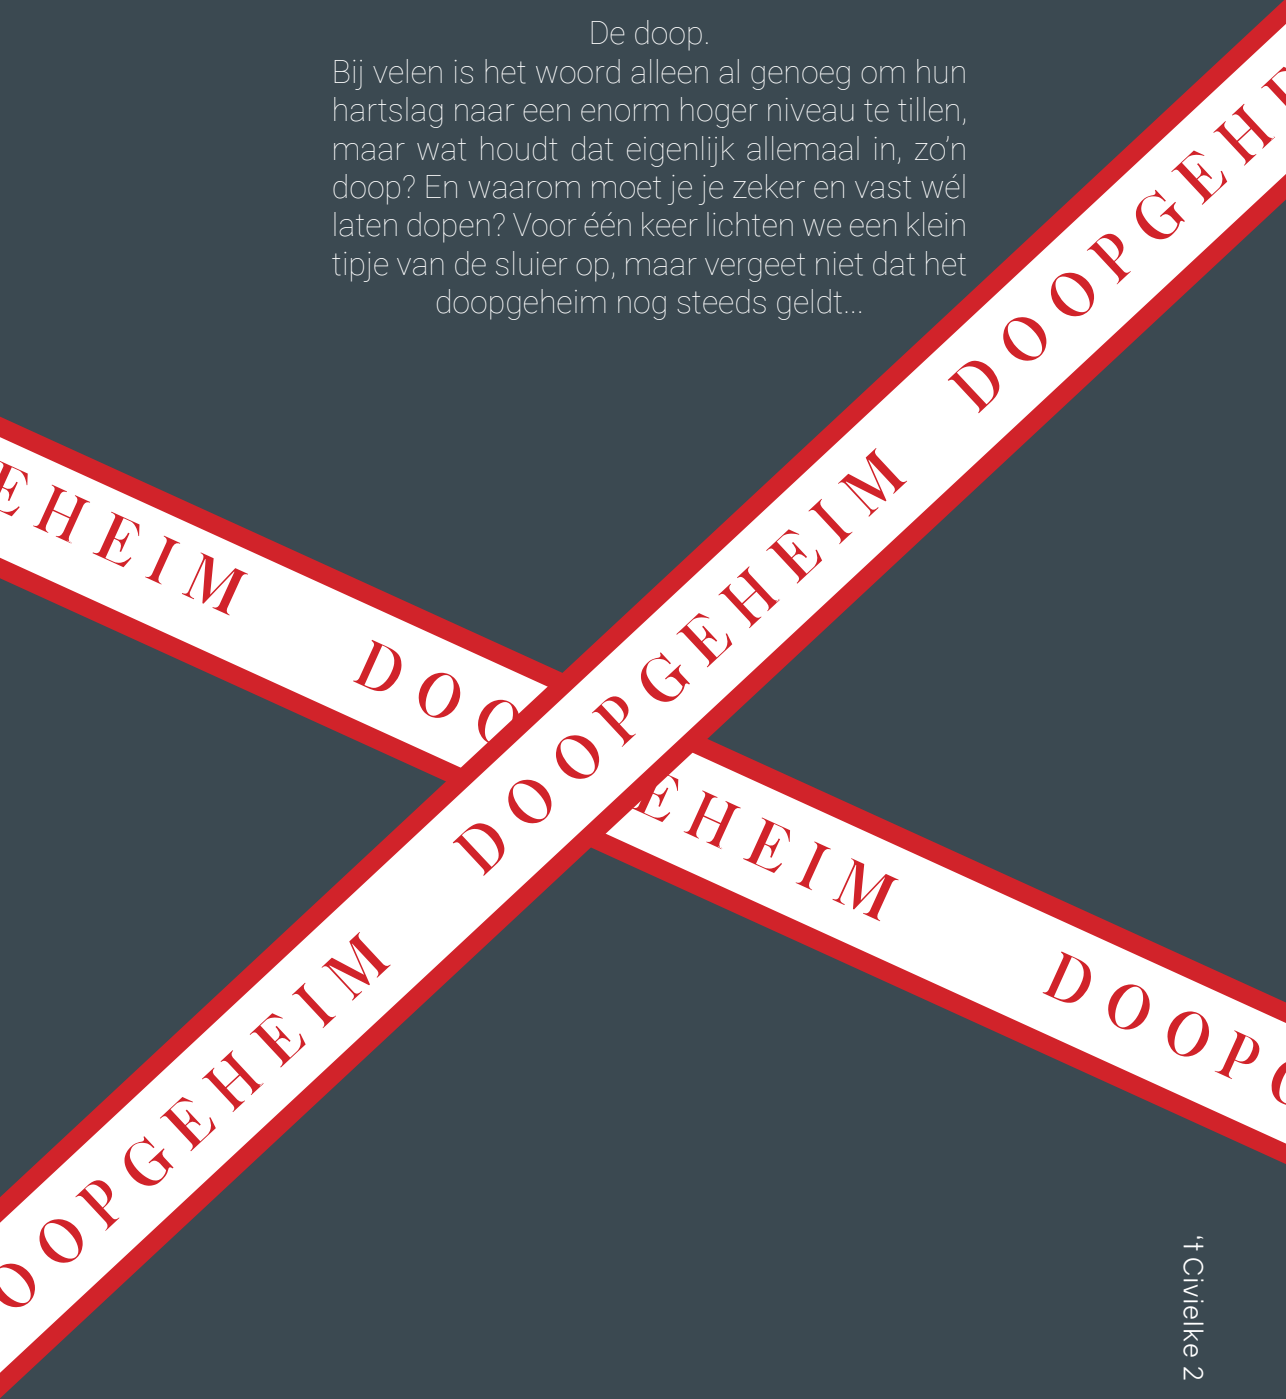 De doop.
Bij velen is het woord alleen al genoeg om hun
hartslag naar een enorm hoger niveau te tillen,
maar wat houdt dat eigenlijk allemaal in, zo’n
doop? En waarom moet je je zeker en vast wél
laten dopen? Voor één keer lichten we een klein
tipje van de sluier op, maar vergeet niet dat het
doopgeheim nog steeds geldt...
EHEIM DOO EHEIM DOOPG
OOPGEHEIM DOOPGEHEIM DOOPGEHE
‘t Civielke 2